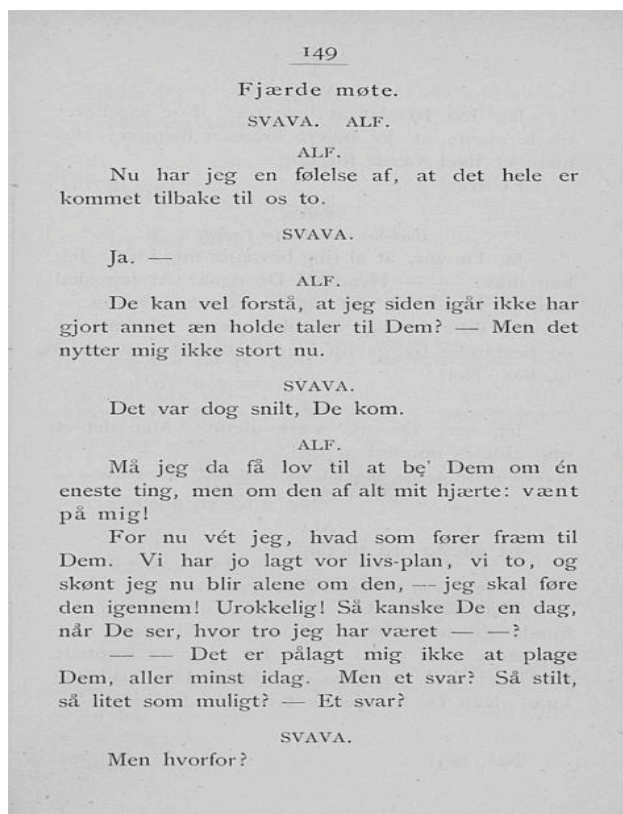 149
Fjærde møte.
SVAVA. ALF.
ALF.
Nu har jeg en følelse af, at det hele er
kommet tilbake til os to.
SVAVA.
Ja. —
ALF.
De kan vel forstå, at jeg siden igår ikke har
gjort annet æn holde taler til Dem? — Men det
nytter mig ikke stort nu.
SVAVA.
Det var dog snilt, De kom.
ALF.
Må jeg da få lov til at bę' Dem om én
eneste ting, men om den af alt mit hjærte: vænt
på mig!
For nu vét jeg, hvad som fører fræm til
Dem. Vi har jo lagt vor livs-plan, vi to, og
skønt jeg nu blir alene om den, — jeg skal føre
den igennem! Urokkelig! Så kanske De en dag,
når De ser, hvor tro jeg har været — —?
— — Det er pålagt mig ikke at plage
Dem, aller minst idag. Men et svar? Så stilt,
så litet som muligt? — Et svar?
SVAVA.
Men hvorfor?